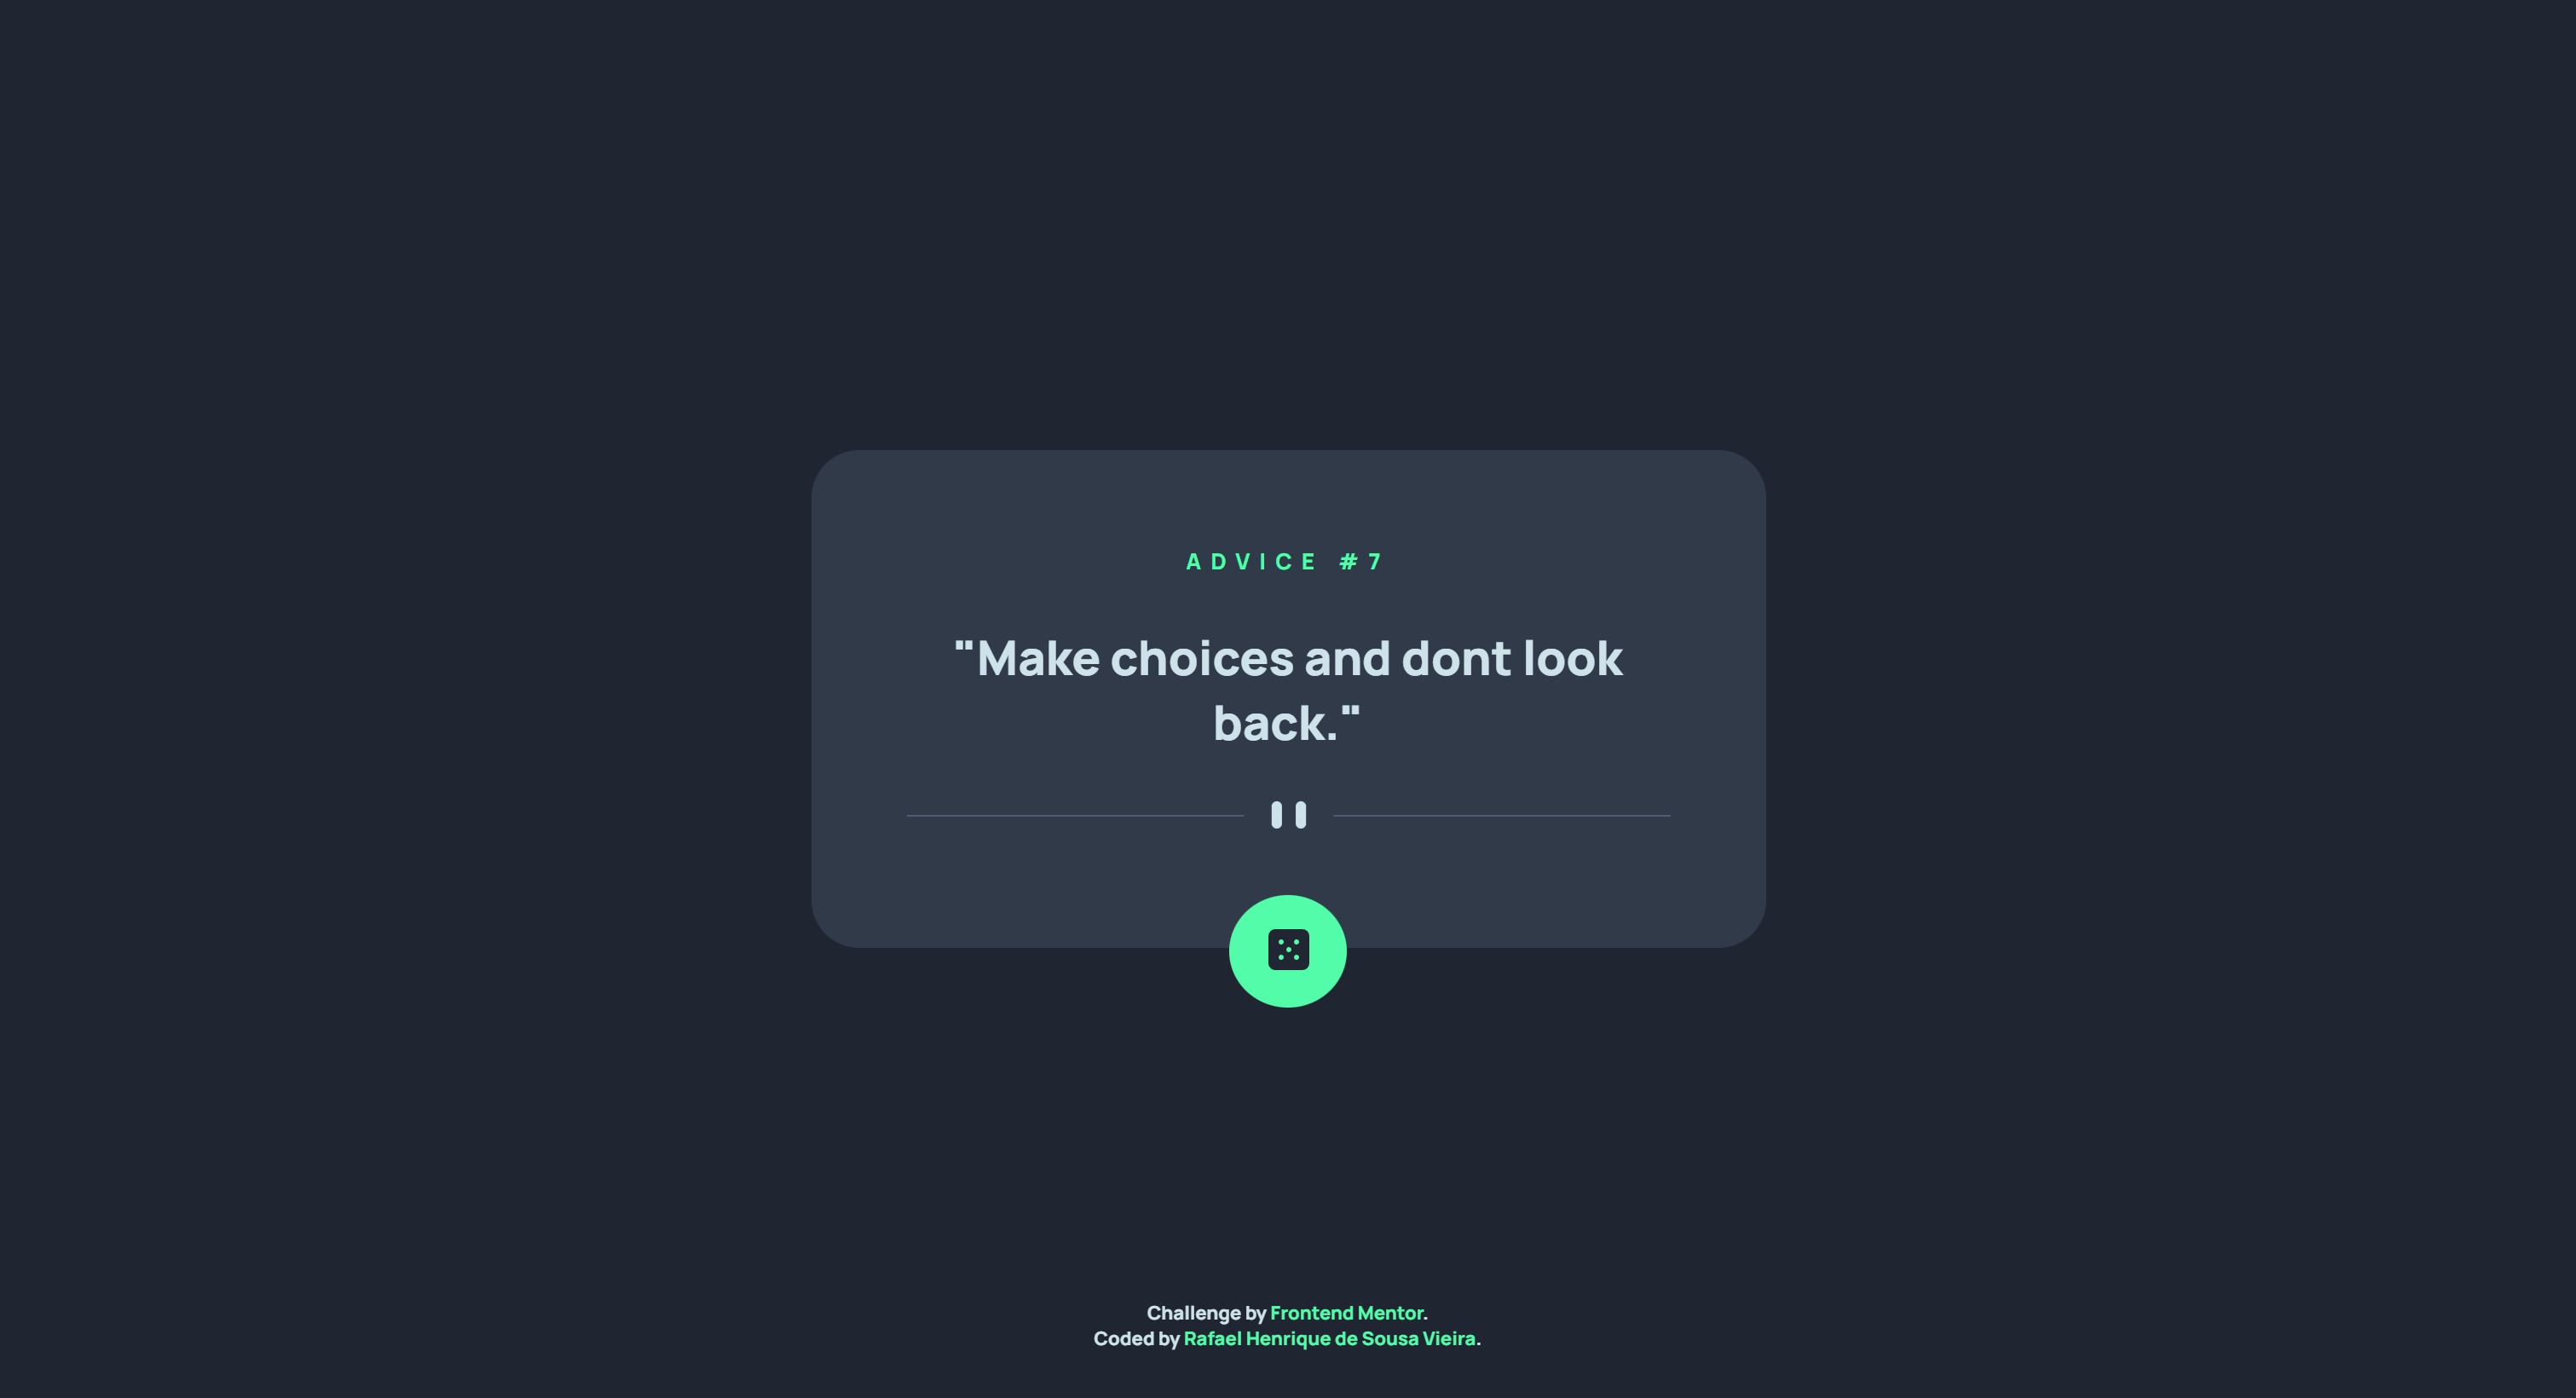 ADVICE #7
"Make choices and dont look
back."
Challenge by Frontend Mentor.
Coded by Rafael Henrique de Sousa Vieira.